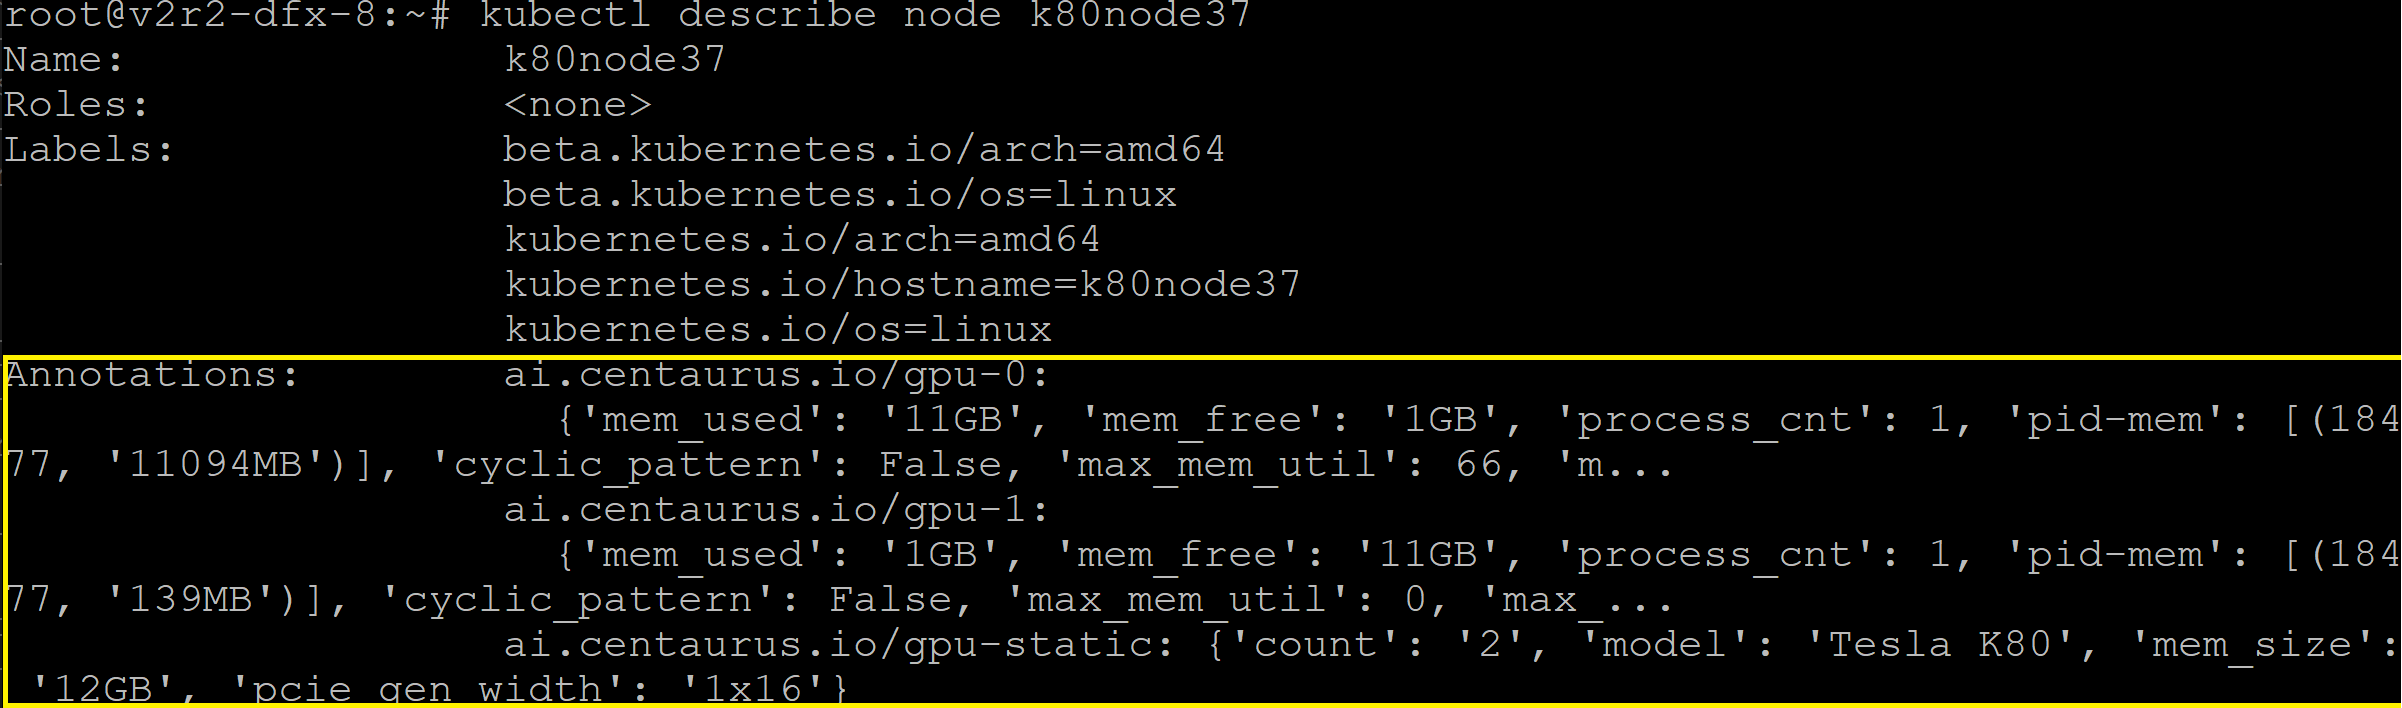 root@v2r2-dfx-8:~# kubectl describe node k80node37
Name:               k80node37
Roles:              <none>
Labels:             beta.kubernetes.io/arch=amd64
                    beta.kubernetes.io/os=linux
                    kubernetes.io/arch=amd64
                    kubernetes.io/hostname=k80node37
                    kubernetes.io/os=linux
Annotations:        ai.centaurus.io/gpu-0:
                      {'mem_used': '11GB', 'mem_free': '1GB', 'process_cnt': 1, 'pid-mem': [(184
77, '11094MB')], 'cyclic_pattern': False, 'max_mem_util': 66, 'm...
                    ai.centaurus.io/gpu-1:
                      {'mem_used': '1GB', 'mem_free': '11GB', 'process_cnt': 1, 'pid-mem': [(184
77, '139MB')], 'cyclic_pattern': False, 'max_mem_util': 0, 'max_...
                    ai.centaurus.io/gpu-static: {'count': '2', 'model': 'Tesla K80', 'mem_size':
 '12GB', 'pcie_gen_width': '1x16'}